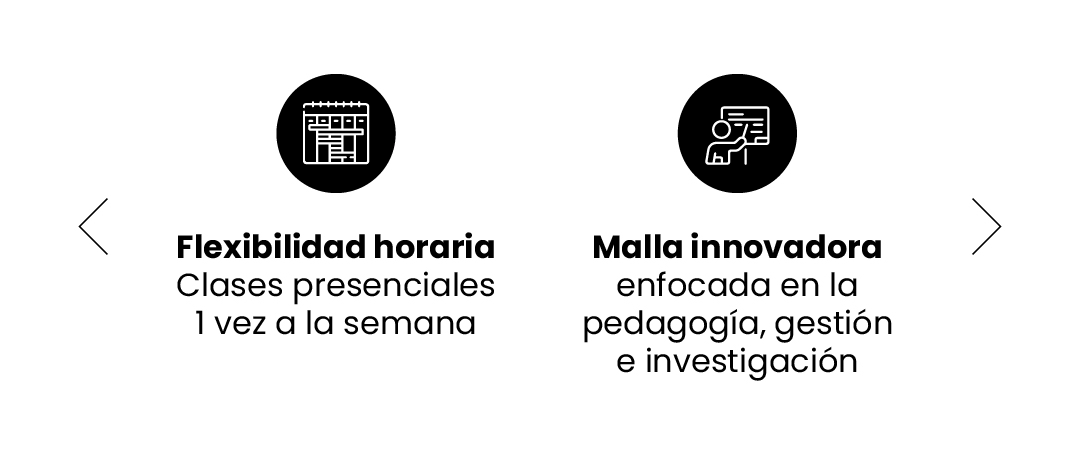 Flexibilidad horaria
Clases presenciales
1 vez a la semana
Malla innovadora
enfocada en la
pedagogía, gestión
e investigación